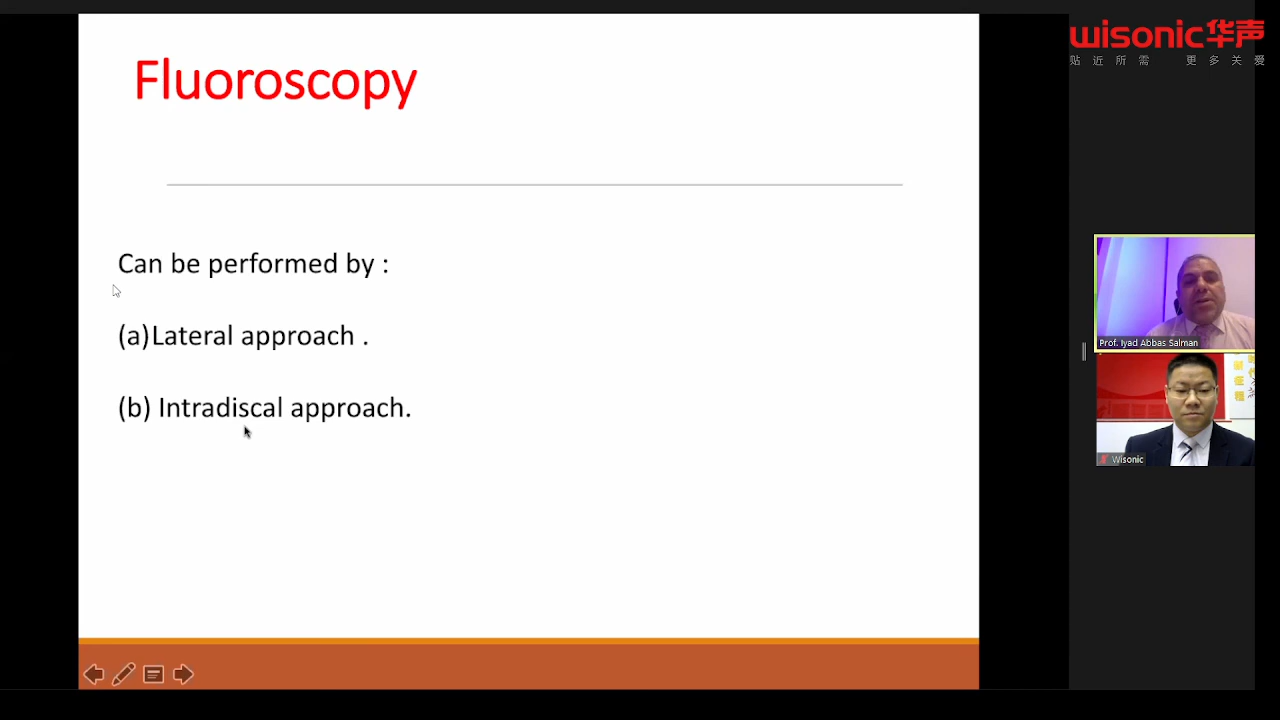 Fluoroscopy
Can be performed by :
(a)Lateral approach .
(b) Intradiscal approach.
wisonic华声
贴近所需 更多关爱
Prof. Iyad Abbas Salman
Wisonic